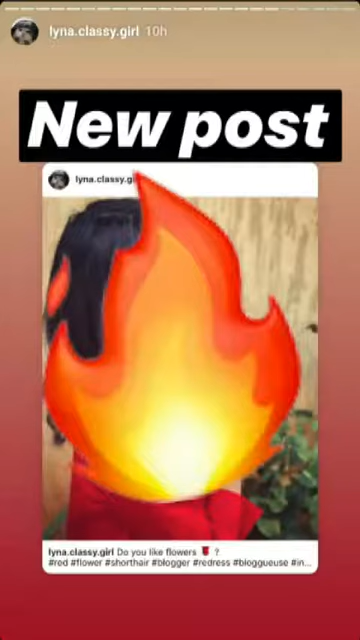 lyna.classy.girl 10h
New post
lyna.classy.g
lyna.classy.girl Do you like flowers 🌹 ?
#red #flower #shorthair #blogger #redress #bloggueuse #in...